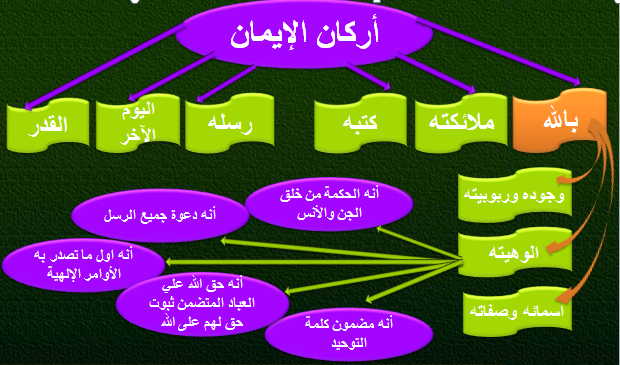 أركان الإيمان
بالله
ملائكته
كتبه
رسله
اليوم
الآخر
القدر
وجوده وربوبيته
الوهيته
اسمائه وصفاته
أنه الحكمة من خلق
الجن والأنس
أنه دعوة جميع الرسل
أنه اول ما تصدر به
الأوامر الإلهية
أنه حق الله علي
العباد المتضمن ثبوت
حق لهم على الله
أنه مضمون كلمة
التوحيد